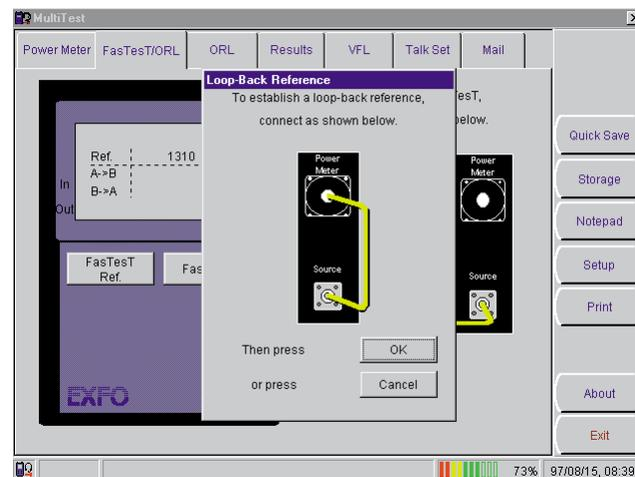 MultiTest
Power Meter
FasTesT/ORL
ORL
Results
VFL
Talk Set
Mail
Loop-Back Reference
To establish a loop-back reference,
connect as shown below.
Power
Meter
Source
Then press
OK
or press
Cancel
esT,
elow.
Power
Meter
Source
Ref.
1310
A->B
B->A
In
Out
FasTesT
Ref.
Fas
EXFO
Quick Save
Storage
Notepad
Setup
Print
About
Exit
73%
97/08/15, 08:39